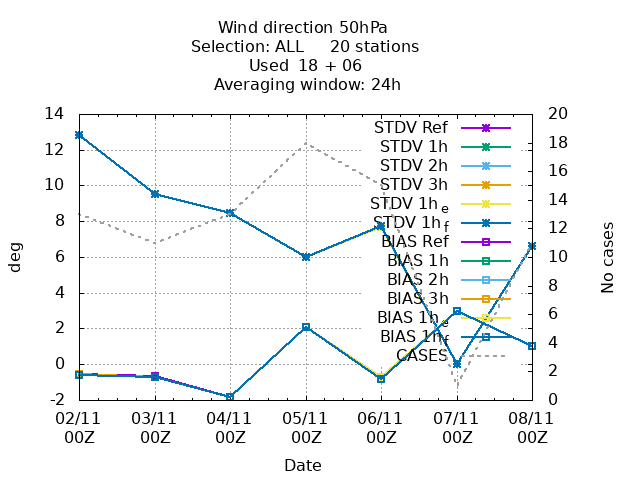 Wind direction 50hPa
Selection: ALL     20 stations
Used  18 + 06
Averaging window: 24h
deg
No cases
14
12
10
8
6
4
2
0
-2
20
18
16
14
12
10
8
6
4
2
0
STDV Ref
STDV 1h
STDV 2h
STDV 3h
STDV 1h e
STDV 1h f
BIAS Ref
BIAS 1h
BIAS 2h
BIAS 3h
BIAS 1h e
BIAS 1h f
CASES
02/11 03/11 04/11 05/11 06/11 07/11 08/11
00Z 00Z 00Z 00Z 00Z 00Z 00Z
Date